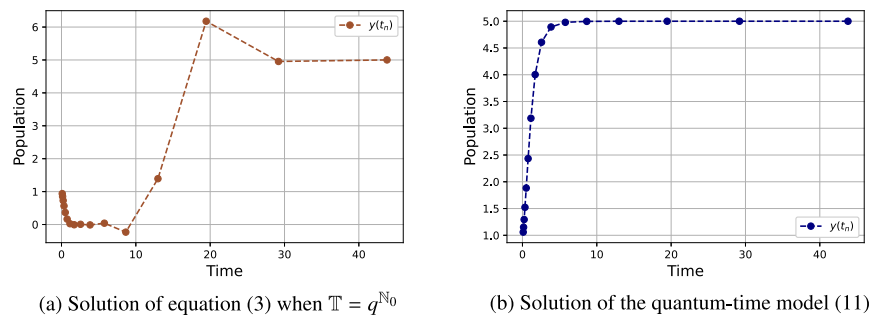 6
5
4
3
2
1
0
Population
0 10 20 30 40
Time
y(tₙ)
(a) Solution of equation (3) when 𝕋 = q^ℕ₀
5.0
4.5
4.0
3.5
3.0
2.5
2.0
1.5
1.0
Population
0 10 20 30 40
Time
y(tₙ)
(b) Solution of the quantum-time model (11)